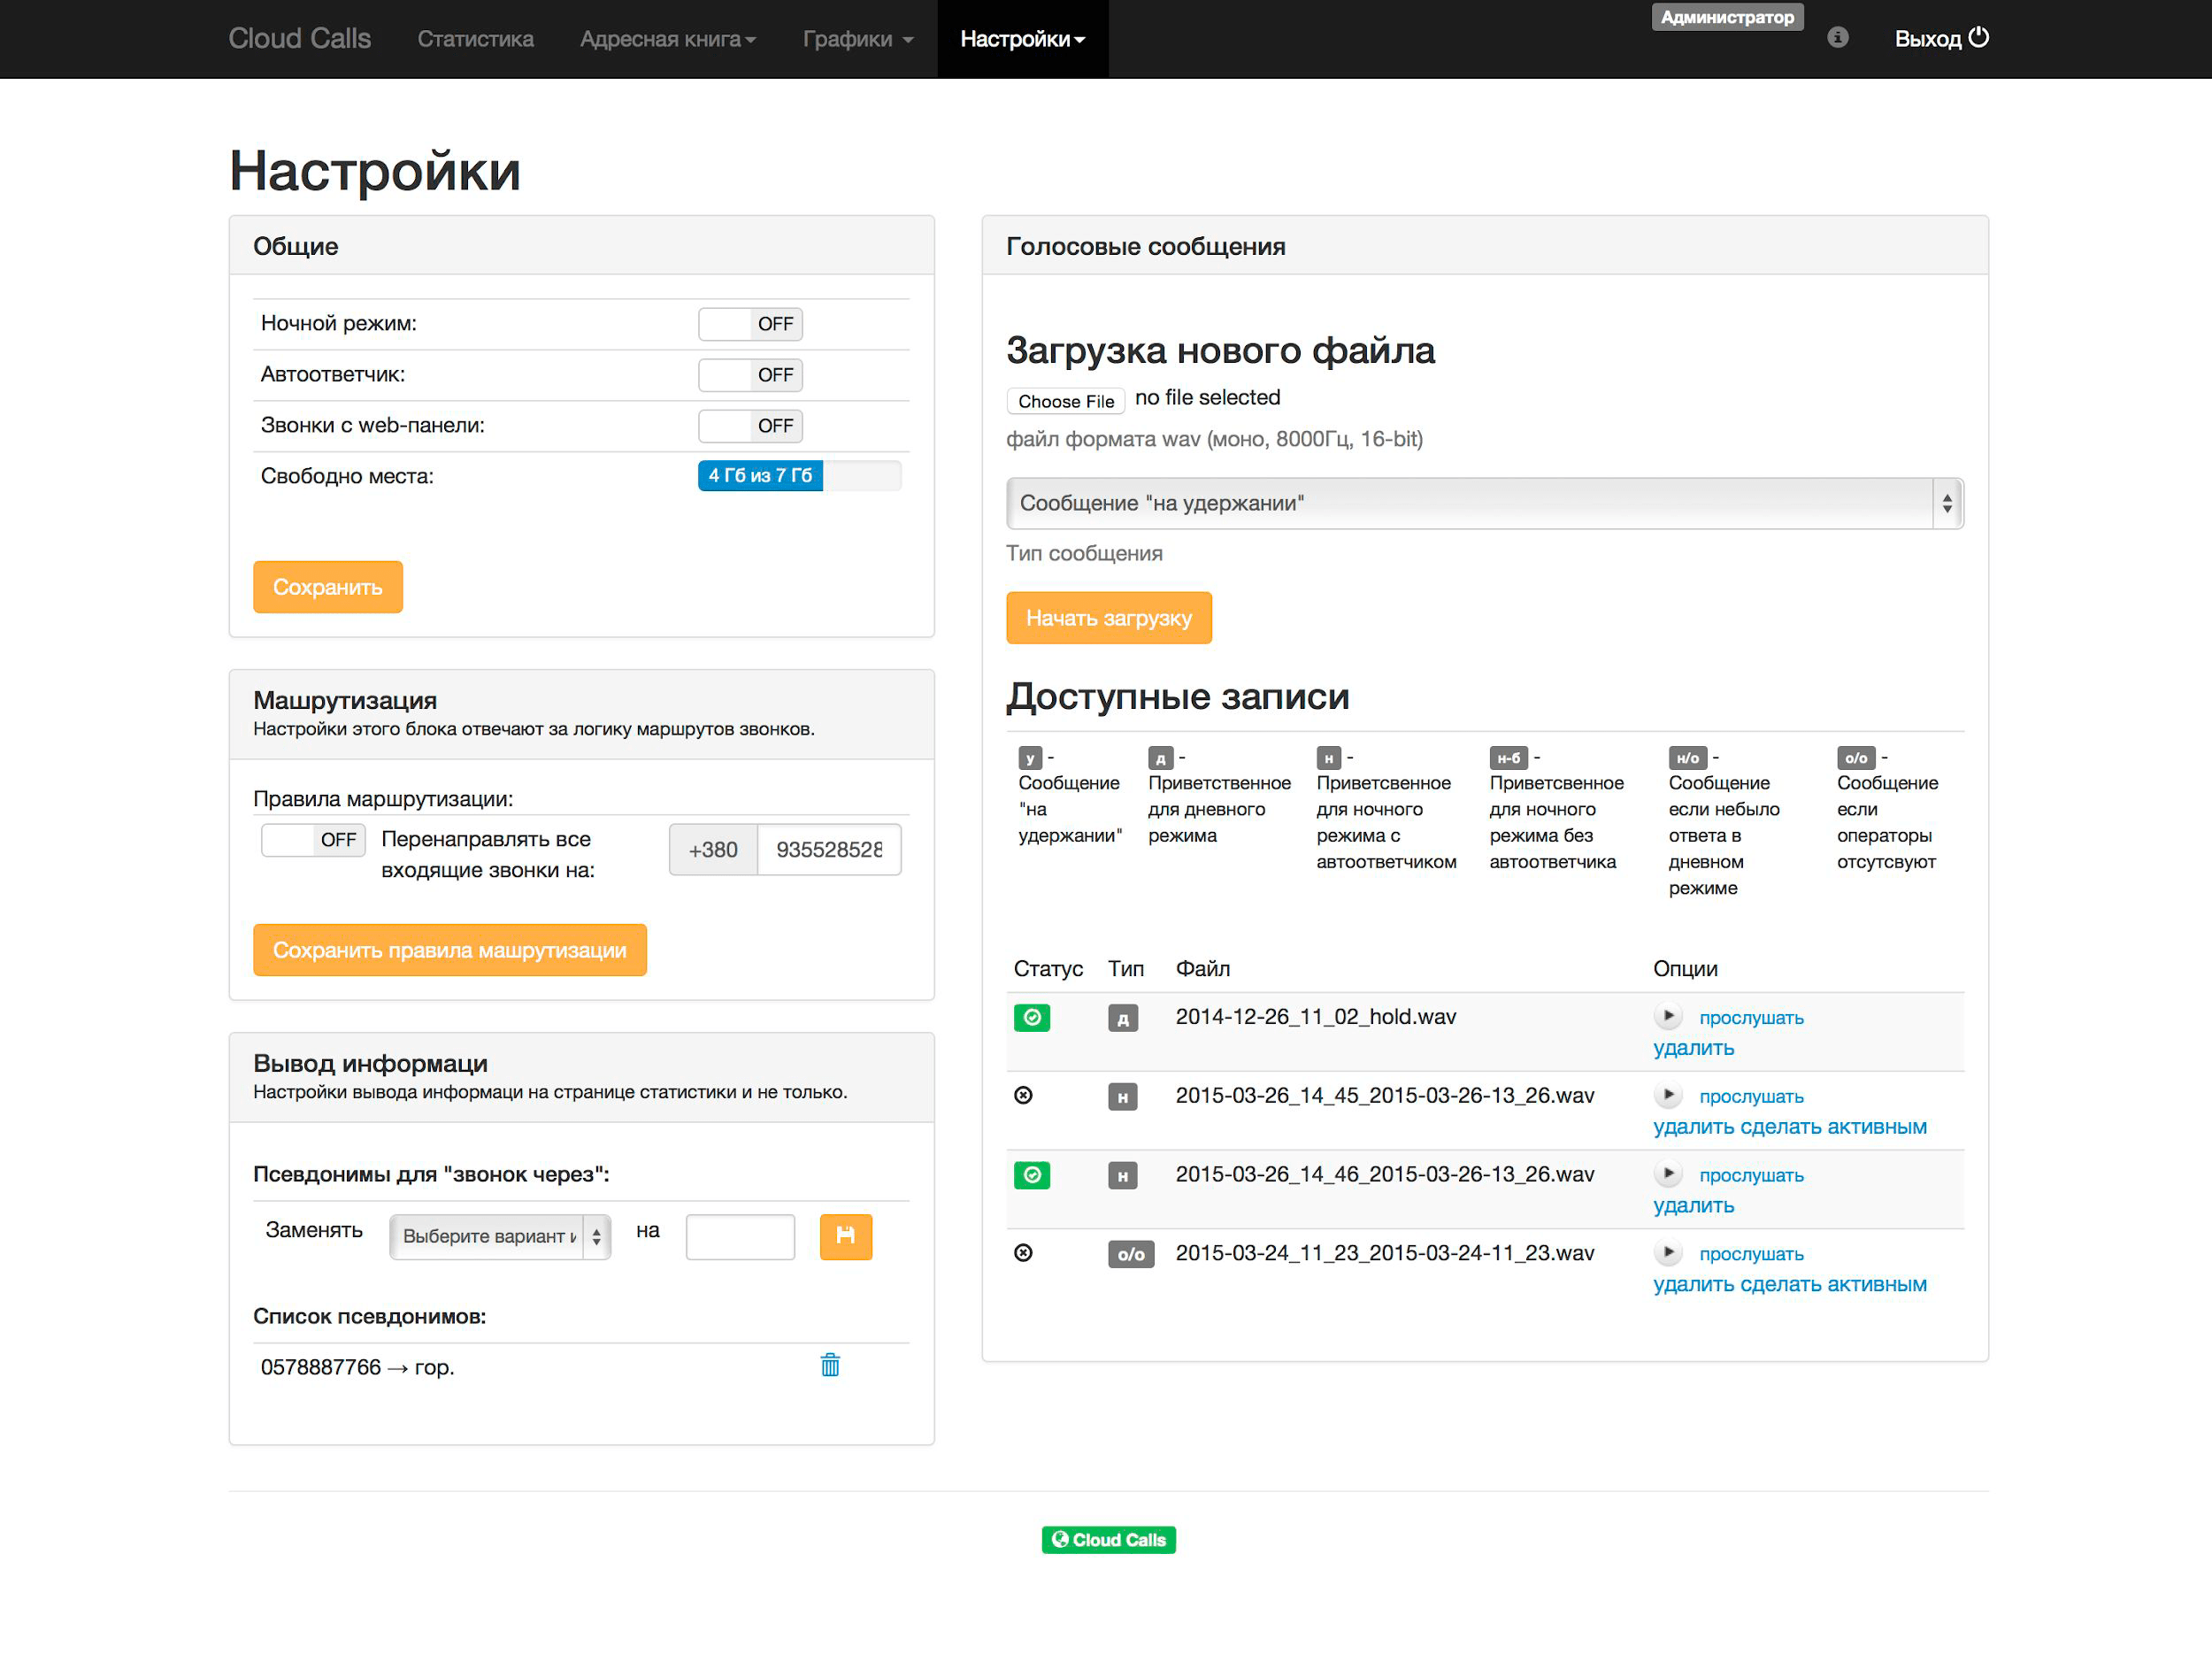 Cloud Calls Статистика Адресная книга Графики Настройки Администратор Выход
Настройки
Общие
Ночной режим: OFF
Автоответчик: OFF
Звонки с web-панели: OFF
Свободно места: 4 Гб из 7 Гб
Сохранить
Машрутизация
Настройки этого блока отвечают за логику маршрутов звонков.
Правила маршрутизации:
OFF Перенаправлять все
входящие звонки на:
+380 935528528
Сохранить правила машрутизации
Вывод информаци
Настройки вывода информаци на странице статистики и не только.
Псевдонимы для "звонок через":
Заменять Выберите вариант на
Список псевдонимов:
0578887766 → гор.
Голосовые сообщения
Загрузка нового файла
Choose File no file selected
файл формата wav (моно, 8000Гц, 16-bit)
Сообщение "на удержании"
Тип сообщения
Начать загрузку
Доступные записи
у -
Сообщение
"на
удержании"
д -
Приветственное
для дневного
режима
н -
Приветсвенное
для ночного
режима с
автоответчиком
н-б -
Приветсвенное
для ночного
режима без
автоответчика
н/о -
Сообщение
если небыло
ответа в
дневном
режиме
о/о -
Сообщение
если
операторы
отсутсвуют
Статус Тип Файл Опции
д 2014-12-26_11_02_hold.wav прослушать
удалить
н 2015-03-26_14_45_2015-03-26-13_26.wav прослушать
удалить сделать активным
н 2015-03-26_14_46_2015-03-26-13_26.wav прослушать
удалить
о/о 2015-03-24_11_23_2015-03-24-11_23.wav прослушать
удалить сделать активным
Cloud Calls